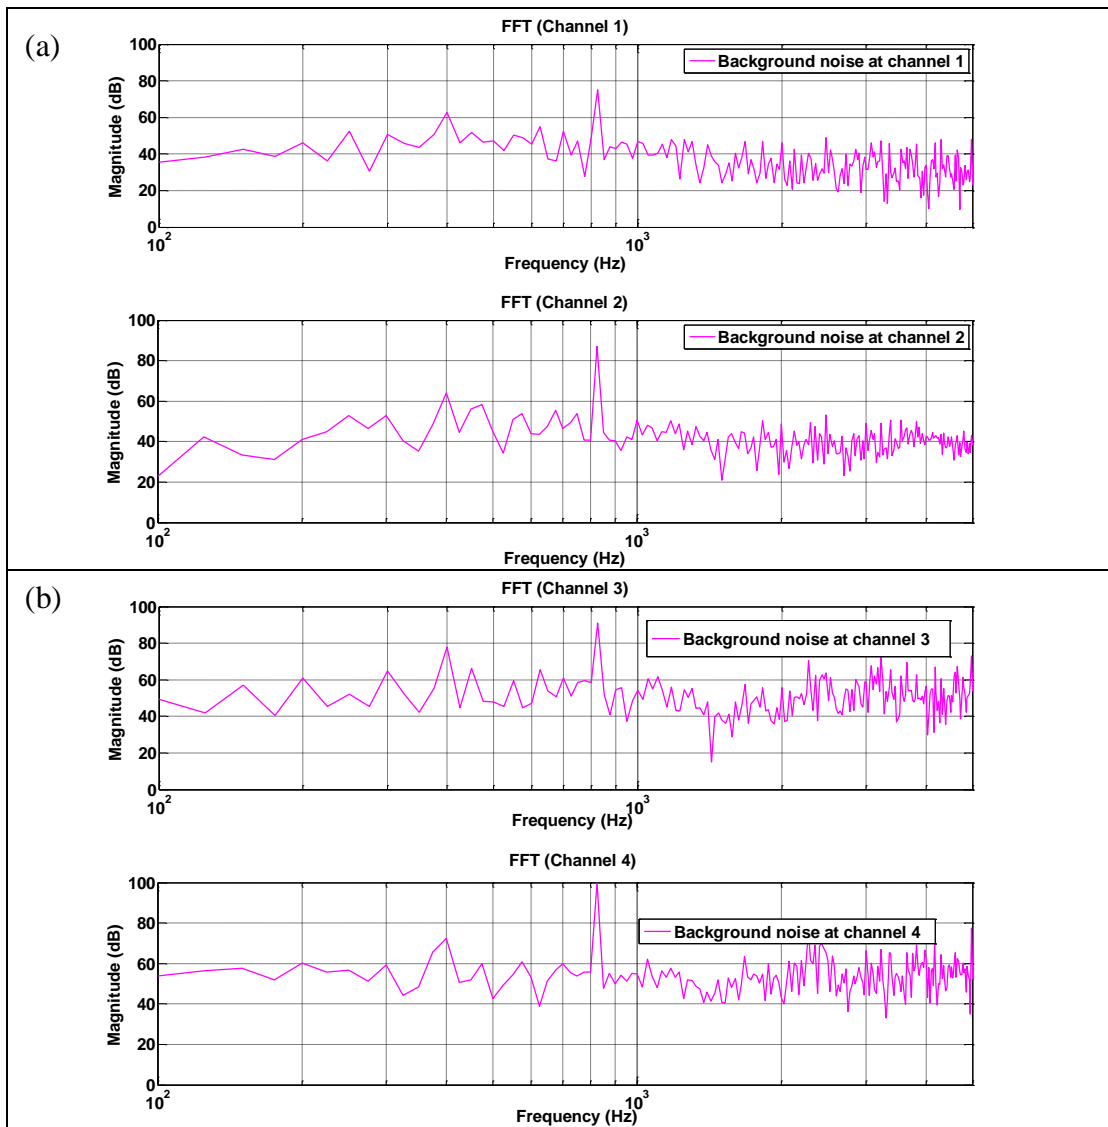 (a)
FFT (Channel 1)
Background noise at channel 1
Magnitude (dB)
100
80
60
40
20
0
10^2
10^3
Frequency (Hz)
FFT (Channel 2)
Background noise at channel 2
Magnitude (dB)
100
80
60
40
20
0
10^2
10^3
Frequency (Hz)
(b)
FFT (Channel 3)
Background noise at channel 3
Magnitude (dB)
100
80
60
40
20
0
10^2
10^3
Frequency (Hz)
FFT (Channel 4)
Background noise at channel 4
Magnitude (dB)
100
80
60
40
20
0
10^2
10^3
Frequency (Hz)